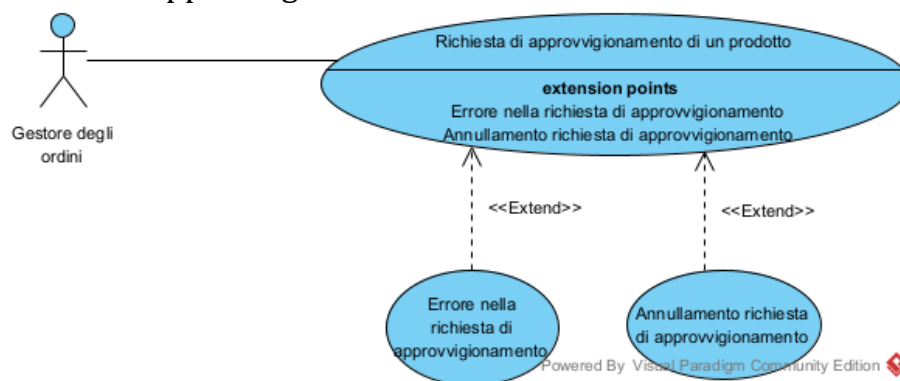 Richiesta di approvvigionamento di un prodotto
extension points
Errore nella richiesta di approvvigionamento
Annullamento richiesta di approvvigionamento
Gestore degli
ordini
<<Extend>>
<<Extend>>
Errore nella
richiesta di
approvvigionamento
Annullamento richiesta
di approvvigionamento
Powered By Visual Paradigm Community Edition